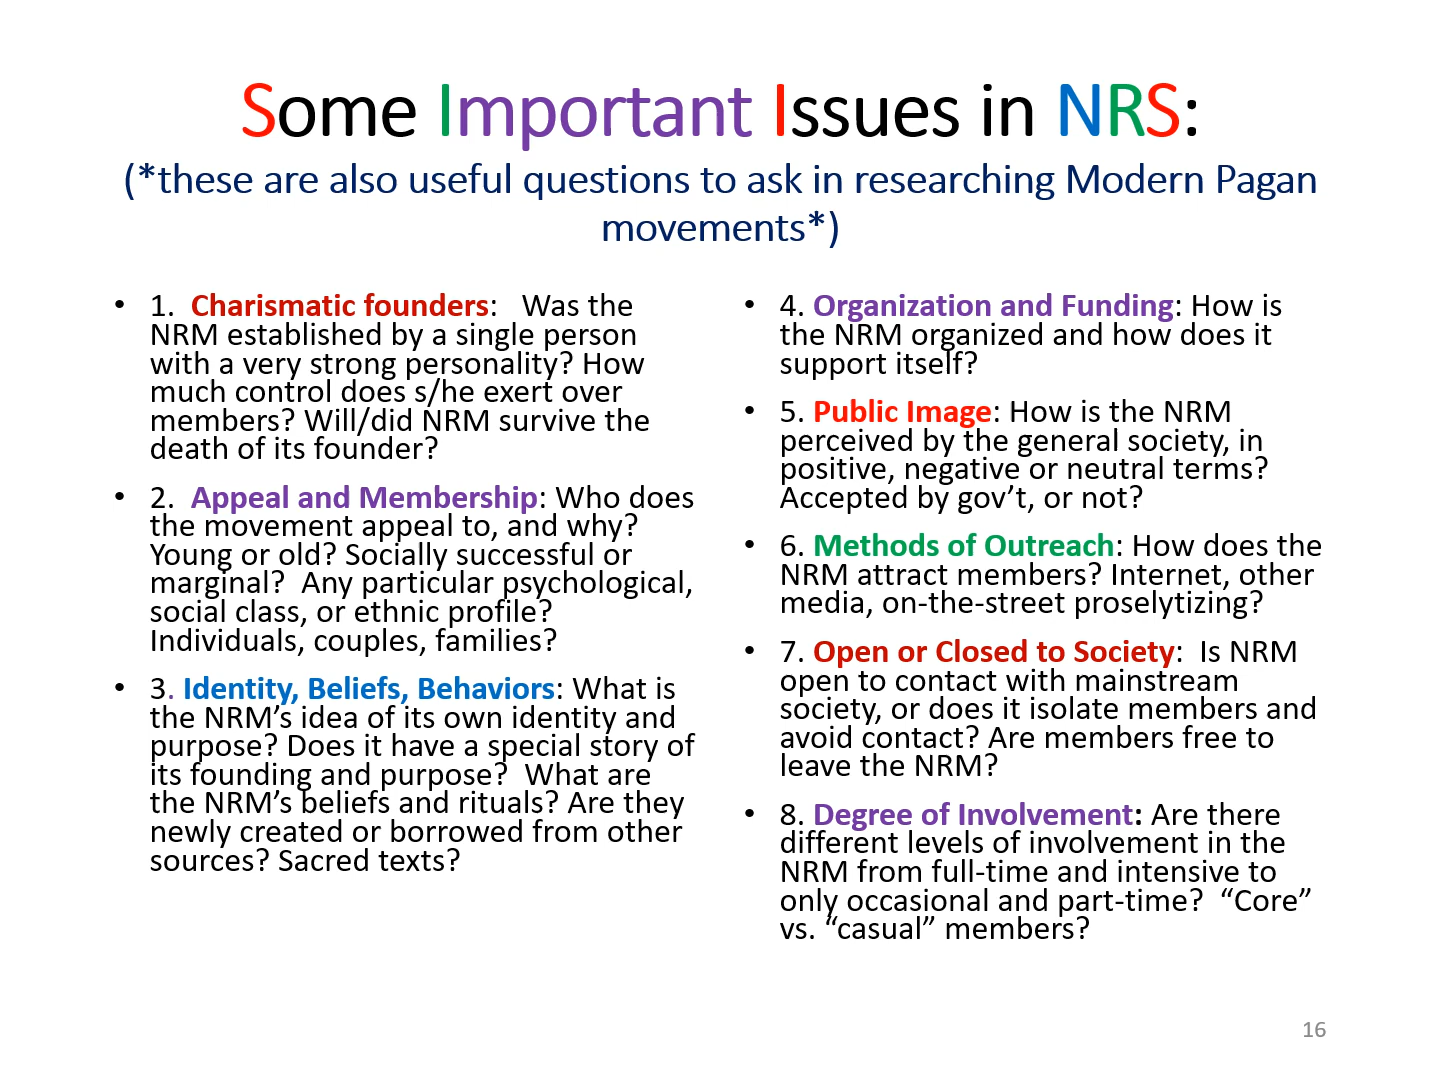 Some Important Issues in NRS:
(*these are also useful questions to ask in researching Modern Pagan
movements*)
• 1.  Charismatic founders:   Was the
NRM established by a single person
with a very strong personality? How
much control does s/he exert over
members? Will/did NRM survive the
death of its founder?
• 2.  Appeal and Membership: Who does
the movement appeal to, and why?
Young or old? Socially successful or
marginal?  Any particular psychological,
social class, or ethnic profile?
Individuals, couples, families?
• 3. Identity, Beliefs, Behaviors: What is
the NRM’s idea of its own identity and
purpose? Does it have a special story of
its founding and purpose?  What are
the NRM’s beliefs and rituals? Are they
newly created or borrowed from other
sources? Sacred texts?
• 4. Organization and Funding: How is
the NRM organized and how does it
support itself?
• 5. Public Image: How is the NRM
perceived by the general society, in
positive, negative or neutral terms?
Accepted by gov’t, or not?
• 6. Methods of Outreach: How does the
NRM attract members? Internet, other
media, on-the-street proselytizing?
• 7. Open or Closed to Society:  Is NRM
open to contact with mainstream
society, or does it isolate members and
avoid contact? Are members free to
leave the NRM?
• 8. Degree of Involvement: Are there
different levels of involvement in the
NRM from full-time and intensive to
only occasional and part-time?  “Core”
vs. “casual” members?
16